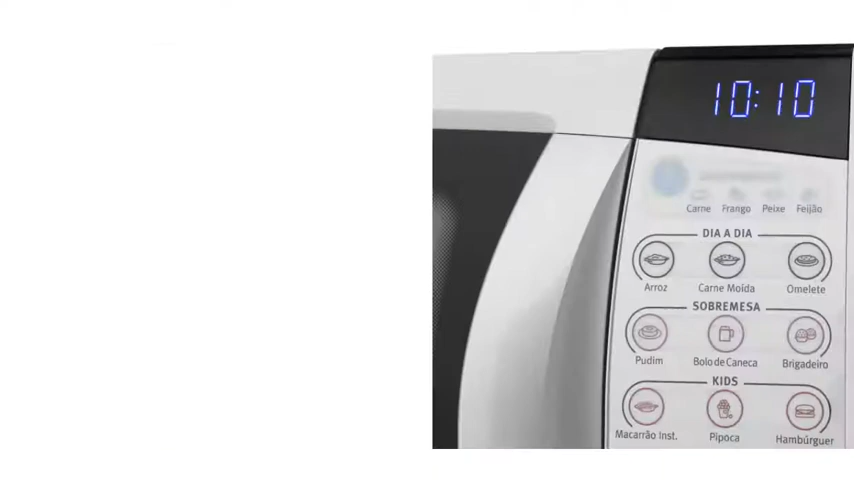 10:10
Carne Frango Peixe Feijão
DIA A DIA
Arroz Carne Moída Omelete
SOBREMESA
Pudim Bolo de Caneca Brigadeiro
KIDS
Macarrão Inst. Pipoca Hambúrguer